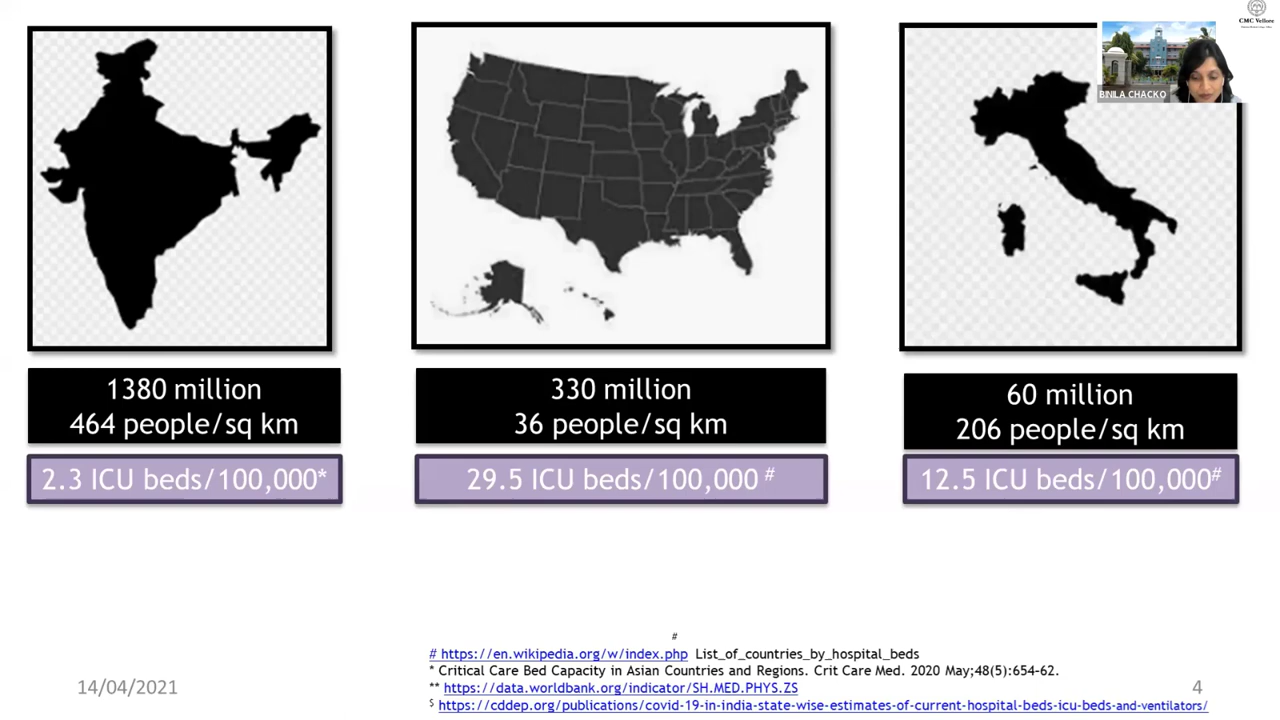 CMC Vellore
BINILA CHACKO
1380 million
464 people/sq km
2.3 ICU beds/100,000*
330 million
36 people/sq km
29.5 ICU beds/100,000 #
60 million
206 people/sq km
12.5 ICU beds/100,000#
#
# https://en.wikipedia.org/w/index.php List_of_countries_by_hospital_beds
* Critical Care Bed Capacity in Asian Countries and Regions. Crit Care Med. 2020 May;48(5):654-62.
** https://data.worldbank.org/indicator/SH.MED.PHYS.ZS
$ https://cddep.org/publications/covid-19-in-india-state-wise-estimates-of-current-hospital-beds-icu-beds-and-ventilators/
14/04/2021
4